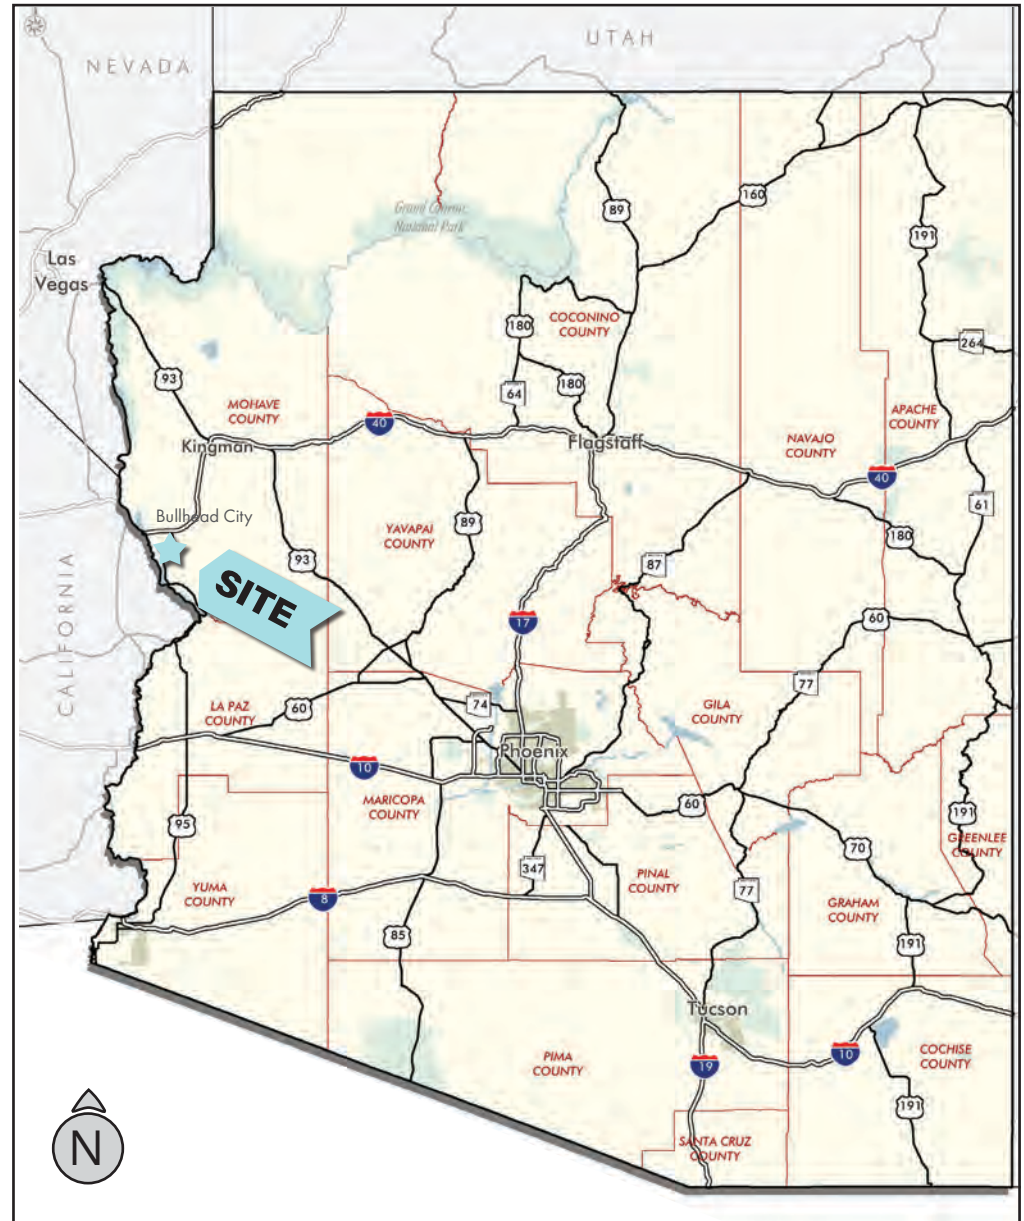 UTAH
NEVADA
Grand Canyon
National Park
89
160
191
Las
Vegas
180
COCONINO
COUNTY
264
93
64
180
MOHAVE
COUNTY
40
APACHE
COUNTY
Kingman
Flagstaff
NAVAJO
COUNTY
40
61
Bullhead City
89
YAVAPAI
COUNTY
180
93
87
SITE
CALIFORNIA
17
60
77
LA PAZ
COUNTY
60
74
GILA
COUNTY
Phoenix
10
MARICOPA
COUNTY
60
191
95
GREENLEE
COUNTY
70
347
PINAL
COUNTY
77
YUMA
COUNTY
8
GRAHAM
COUNTY
85
191
Tucson
PIMA
COUNTY
19
10
COCHISE
COUNTY
191
N
SANTA CRUZ
COUNTY